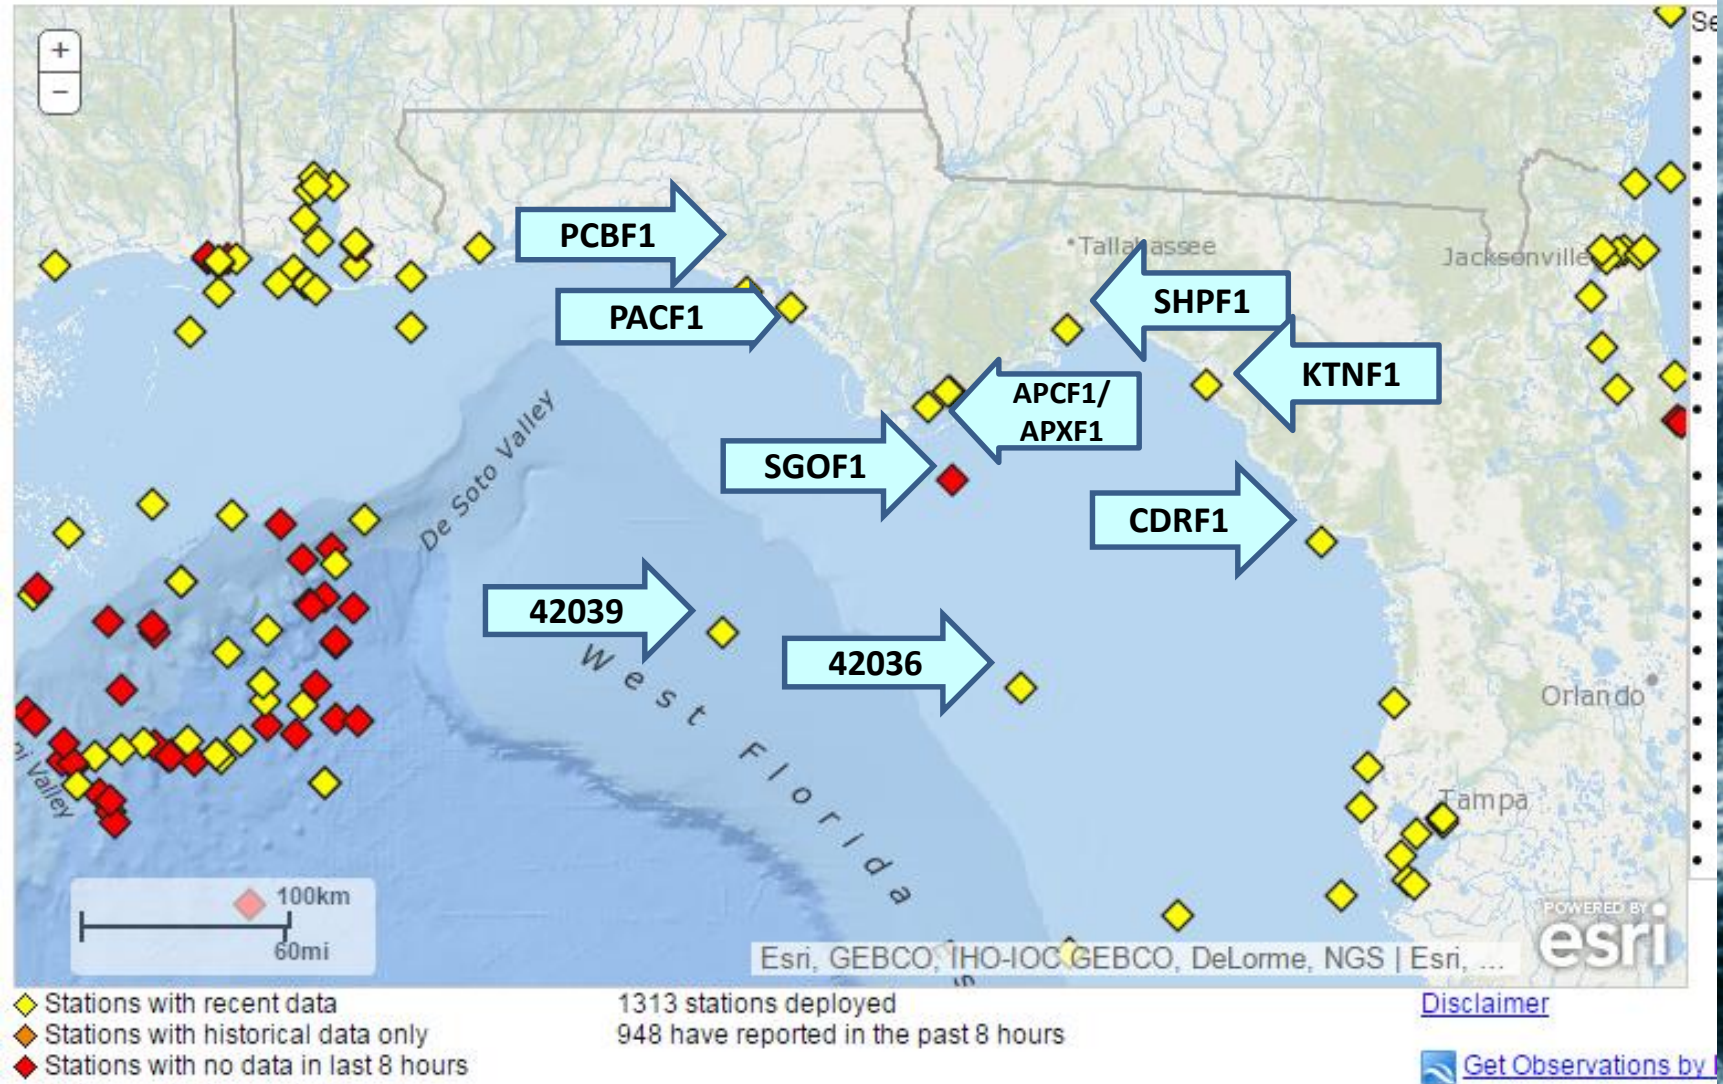 Se
+
−
PCBF1
Tallahassee
Jacksonville
SHPF1
PACF1
KTNF1
APCF1/
APXF1
De Soto Valley
SGOF1
CDRF1
42039
42036
West Florida
Orlando
pi Valley
Tampa
100km
60mi
POWERED BY
esri
Esri, GEBCO, IHO-IOC GEBCO, DeLorme, NGS | Esri, ...
Stations with recent data
1313 stations deployed
Disclaimer
Stations with historical data only
948 have reported in the past 8 hours
Stations with no data in last 8 hours
Get Observations by